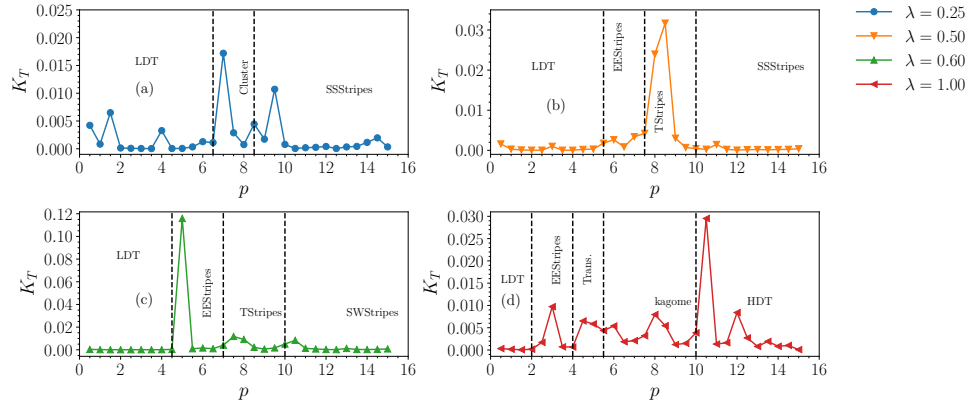 0.025
0.020
0.015
0.010
0.005
0.000
K_T
LDT
(a)
Cluster
SSStripes
0 2 4 6 8 10 12 14 16
p
0.03
0.02
0.01
0.00
K_T
LDT
(b)
EEStripes
TStripes
SSStripes
0 2 4 6 8 10 12 14 16
p
λ = 0.25
λ = 0.50
λ = 0.60
λ = 1.00
0.12
0.10
0.08
0.06
0.04
0.02
0.00
K_T
LDT
(c)
EEStripes
TStripes
SWStripes
0 2 4 6 8 10 12 14 16
p
0.030
0.025
0.020
0.015
0.010
0.005
0.000
K_T
LDT
(d)
EEStripes
Trans.
kagome
HDT
0 2 4 6 8 10 12 14 16
p